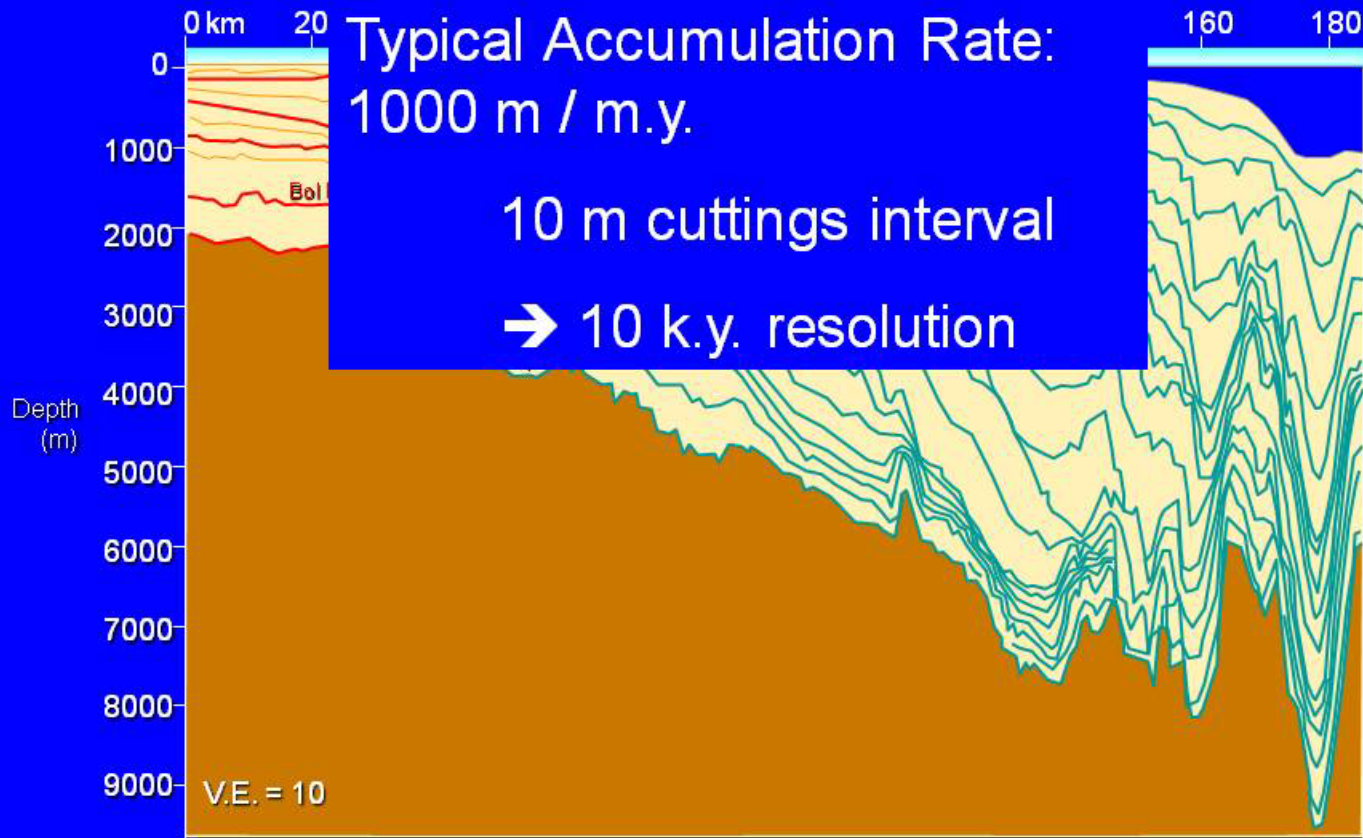 0 km 20 160 180
Typical Accumulation Rate:
1000 m / m.y.
10 m cuttings interval
➔ 10 k.y. resolution
0
1000
Bol
2000
3000
4000
Depth
(m)
5000
6000
7000
8000
9000
V.E. = 10